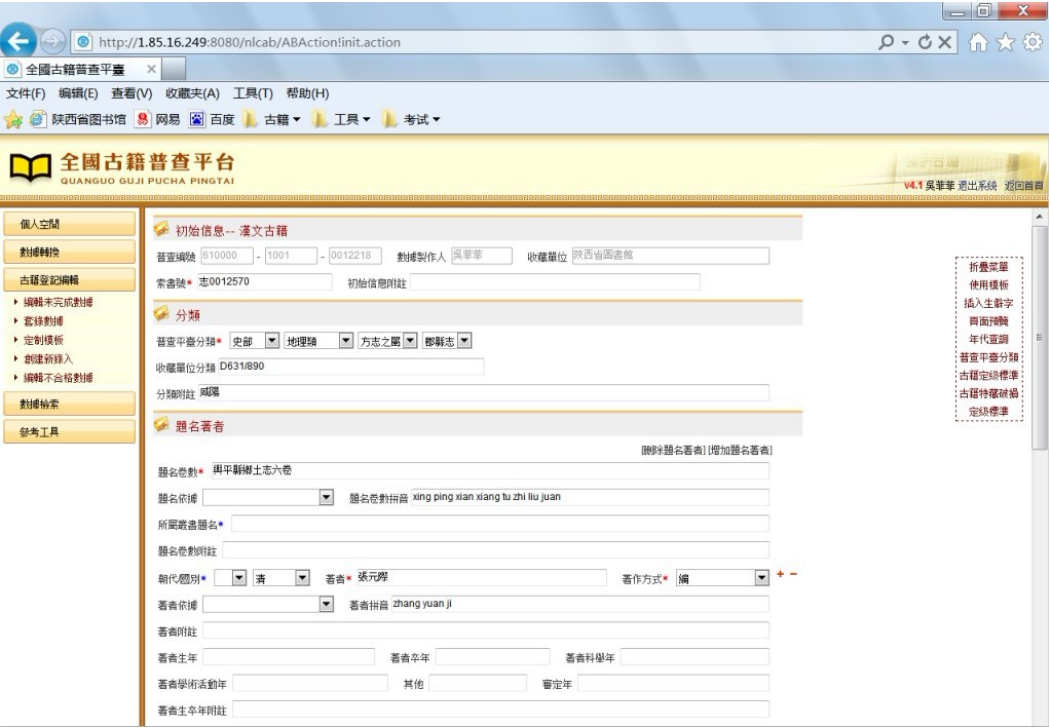 http://1.85.16.249:8080/nlcab/ABAction!init.action
全國古籍普查平臺
文件(F) 编辑(E) 查看(V) 收藏夹(A) 工具(T) 帮助(H)
陕西省图书馆 网易 百度 古籍 工具 考试
全國古籍普查平台
QUANGUO GUJI PUCHA PINGTAI
v4.1 吳菲菲 退出系统 返回首頁
個人空間
數據轉換
古籍登記編輯
編輯未完成數據
套錄數據
定制模板
創建新錄入
編輯不合格數據
數據檢索
參考工具
初始信息-- 漢文古籍
普查編號 610000 - 1001 - 0012218 數據製作人 吳菲菲 收藏單位 陝西省圖書館
索書號* 志0012570 初始信息附註
分類
普查平臺分類* 史部 地理類 方志之屬 郡縣志
收藏單位分類 D631/890
分類附註 咸陽
題名著者
[刪除題名著者] [增加題名著者]
題名卷數* 興平縣鄉土志六卷
題名依據 題名卷數拼音 xing ping xian xiang tu zhi liu juan
所屬叢書題名*
題名卷數附註
朝代/國別* 清 著者* 張元際 著作方式* 編 + −
著者依據 著者拼音 zhang yuan ji
著者附註
著者生年 著者卒年 著者科舉年
著者學術活動年 其他 審定年
著者生卒年附註
折疊菜單
使用模板
插入生僻字
頁面預覽
年代查詢
普查平臺分類
古籍定級標準
古籍特藏破損
定級標準